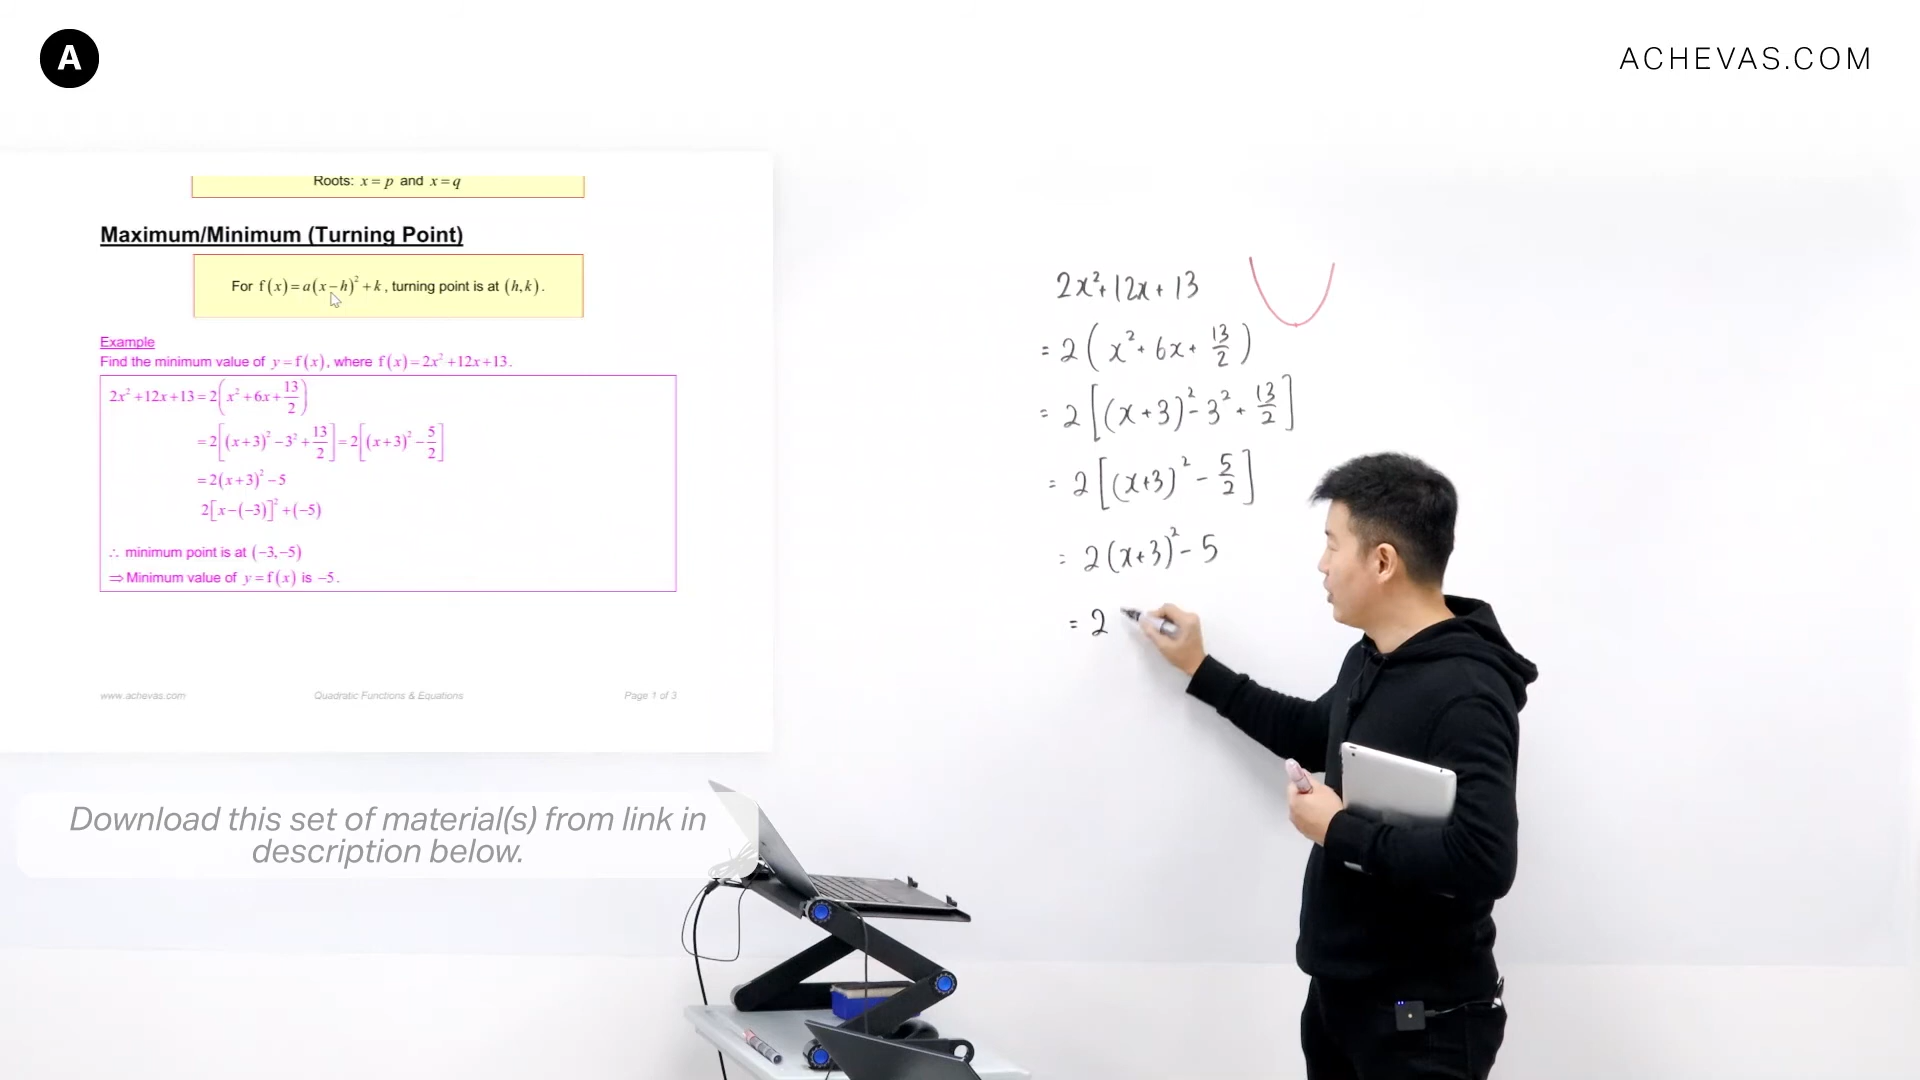 A
ACHEVAS.COM
Roots: x = p and x = q
Maximum/Minimum (Turning Point)
For f(x) = a(x−h)² + k, turning point is at (h,k).
Example
Find the minimum value of y = f(x), where f(x) = 2x² + 12x + 13.
2x² + 12x + 13 = 2(x² + 6x + 13/2)
= 2[(x+3)² − 3² + 13/2] = 2[(x+3)² − 5/2]
= 2(x+3)² − 5
2[x−(−3)]² + (−5)
∴ minimum point is at (−3,−5)
⇒ Minimum value of y = f(x) is −5.
www.achevas.com Quadratic Functions & Equations Page 1 of 3
Download this set of material(s) from link in
description below.
2x² + 12x + 13
= 2(x² + 6x + 13/2)
= 2[(x+3)² − 3² + 13/2]
= 2[(x+3)² − 5/2]
= 2(x+3)² − 5
= 2